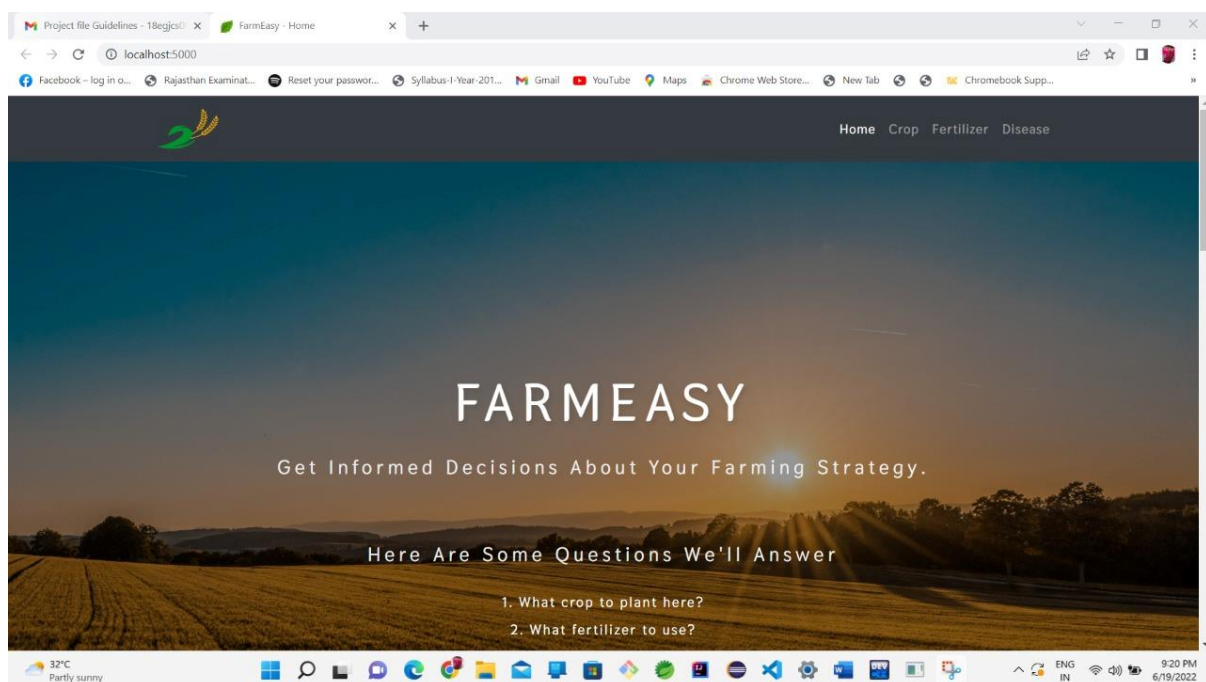 Project file Guidelines - 18egjcs0
FarmEasy - Home
localhost:5000
Facebook – log in o...
Rajasthan Examinat...
Reset your passwor...
Syllabus-I-Year-201...
Gmail
YouTube
Maps
Chrome Web Store...
New Tab
Chromebook Supp...
Home Crop Fertilizer Disease
FARMEASY
Get Informed Decisions About Your Farming Strategy.
Here Are Some Questions We'll Answer
1. What crop to plant here?
2. What fertilizer to use?
32°C
Partly sunny
ENG
IN
9:20 PM
6/19/2022